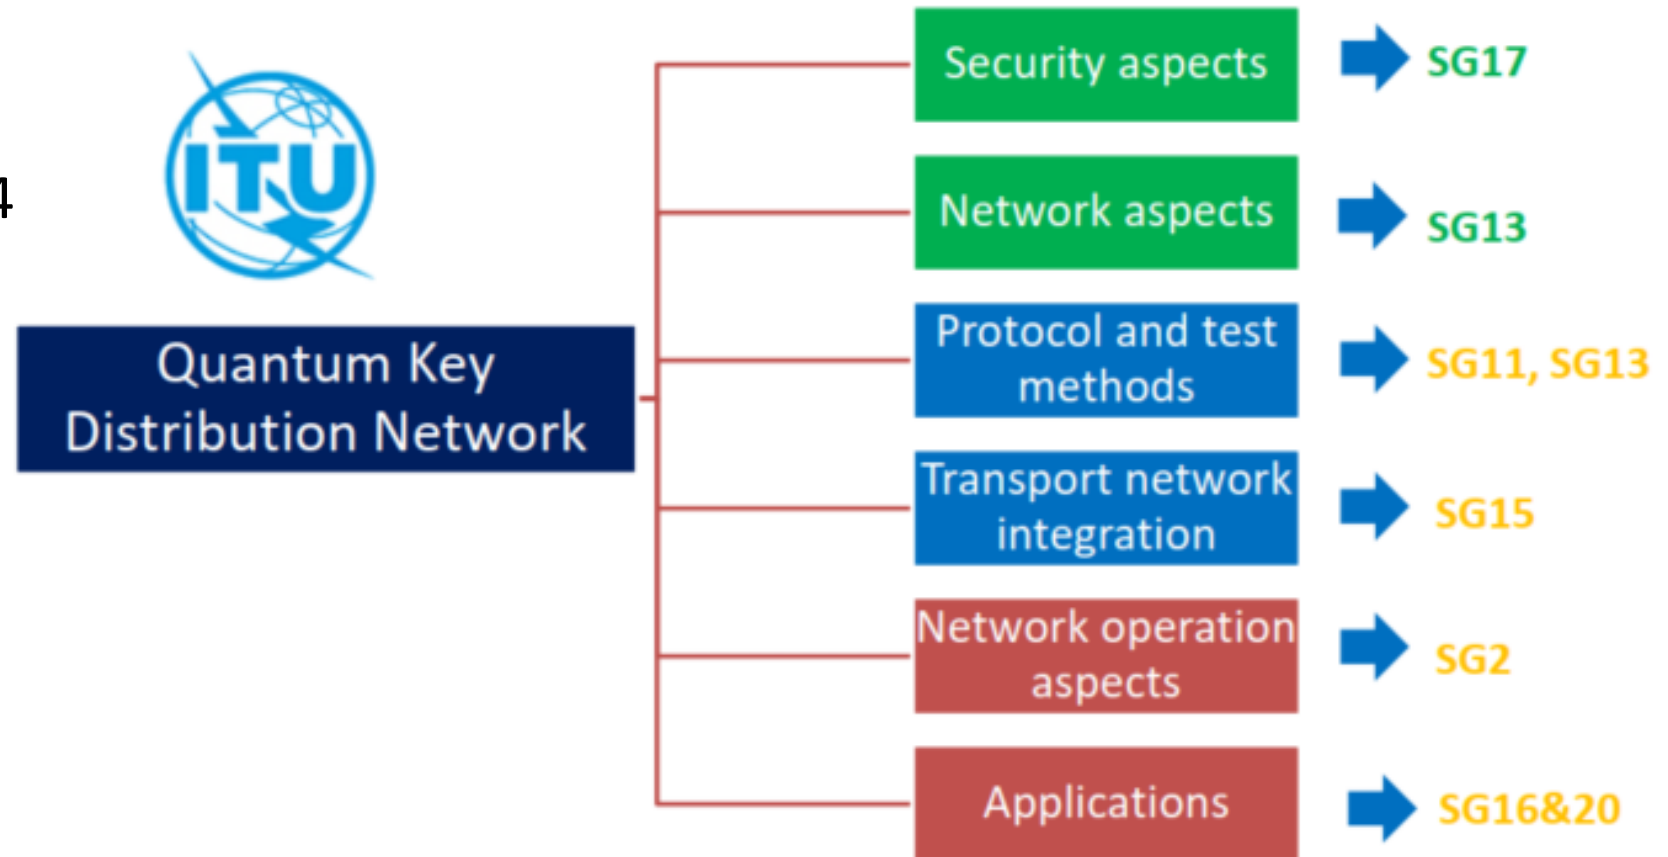 4
ITU
Quantum Key
Distribution Network
Security aspects
SG17
Network aspects
SG13
Protocol and test
methods
SG11, SG13
Transport network
integration
SG15
Network operation
aspects
SG2
Applications
SG16&20